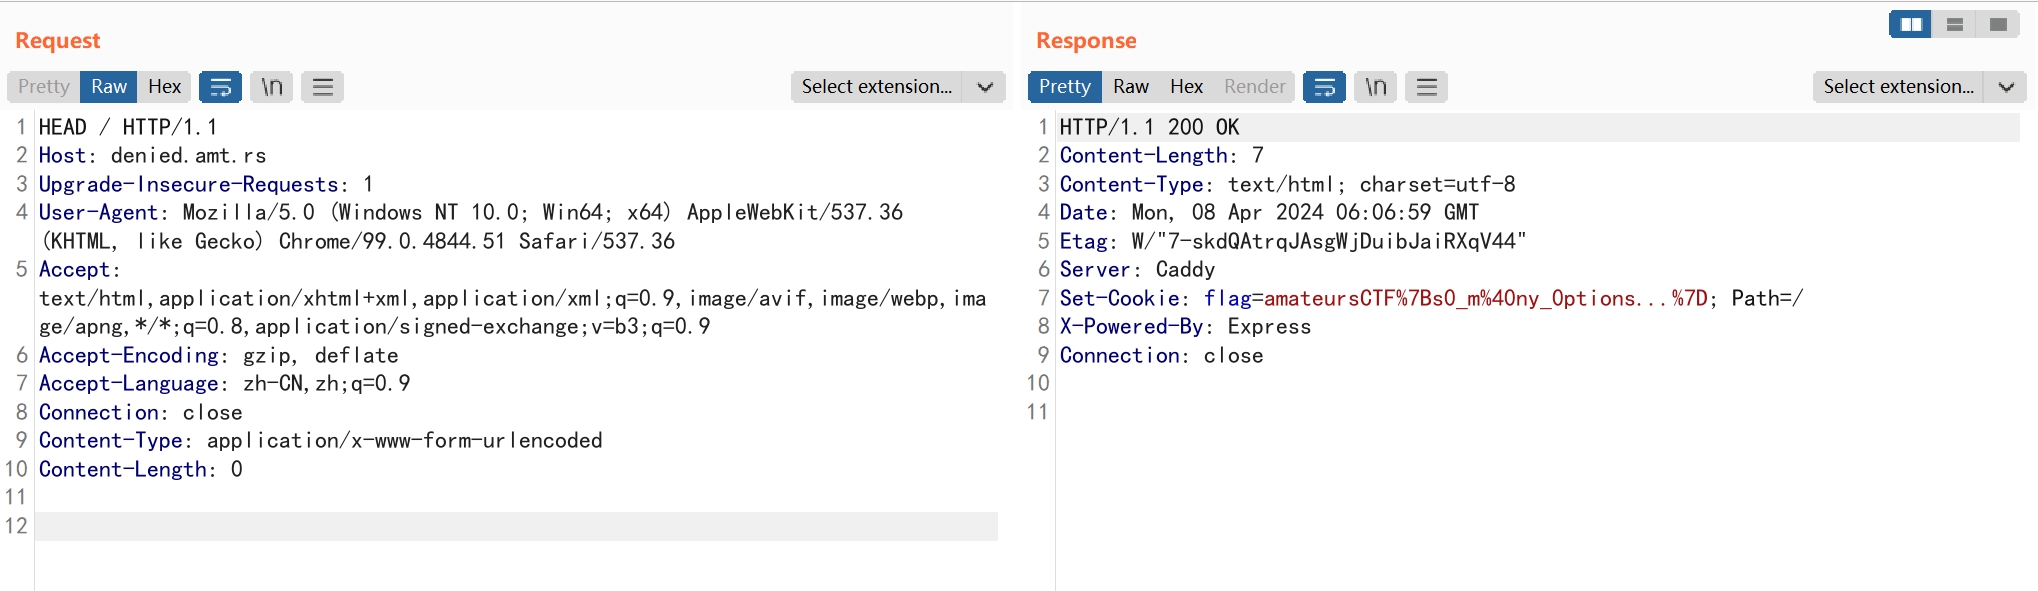 Request
Pretty Raw Hex \n Select extension...
1 HEAD / HTTP/1.1
2 Host: denied.amt.rs
3 Upgrade-Insecure-Requests: 1
4 User-Agent: Mozilla/5.0 (Windows NT 10.0; Win64; x64) AppleWebKit/537.36
(KHTML, like Gecko) Chrome/99.0.4844.51 Safari/537.36
5 Accept:
text/html,application/xhtml+xml,application/xml;q=0.9,image/avif,image/webp,ima
ge/apng,*/*;q=0.8,application/signed-exchange;v=b3;q=0.9
6 Accept-Encoding: gzip, deflate
7 Accept-Language: zh-CN,zh;q=0.9
8 Connection: close
9 Content-Type: application/x-www-form-urlencoded
10 Content-Length: 0
11
12
Response
Pretty Raw Hex Render \n Select extension...
1 HTTP/1.1 200 OK
2 Content-Length: 7
3 Content-Type: text/html; charset=utf-8
4 Date: Mon, 08 Apr 2024 06:06:59 GMT
5 Etag: W/"7-skdQAtrqJAsgWjDuibJaiRXqV44"
6 Server: Caddy
7 Set-Cookie: flag=amateursCTF%7Bs0_m%40ny_0ptions...%7D; Path=/
8 X-Powered-By: Express
9 Connection: close
10
11